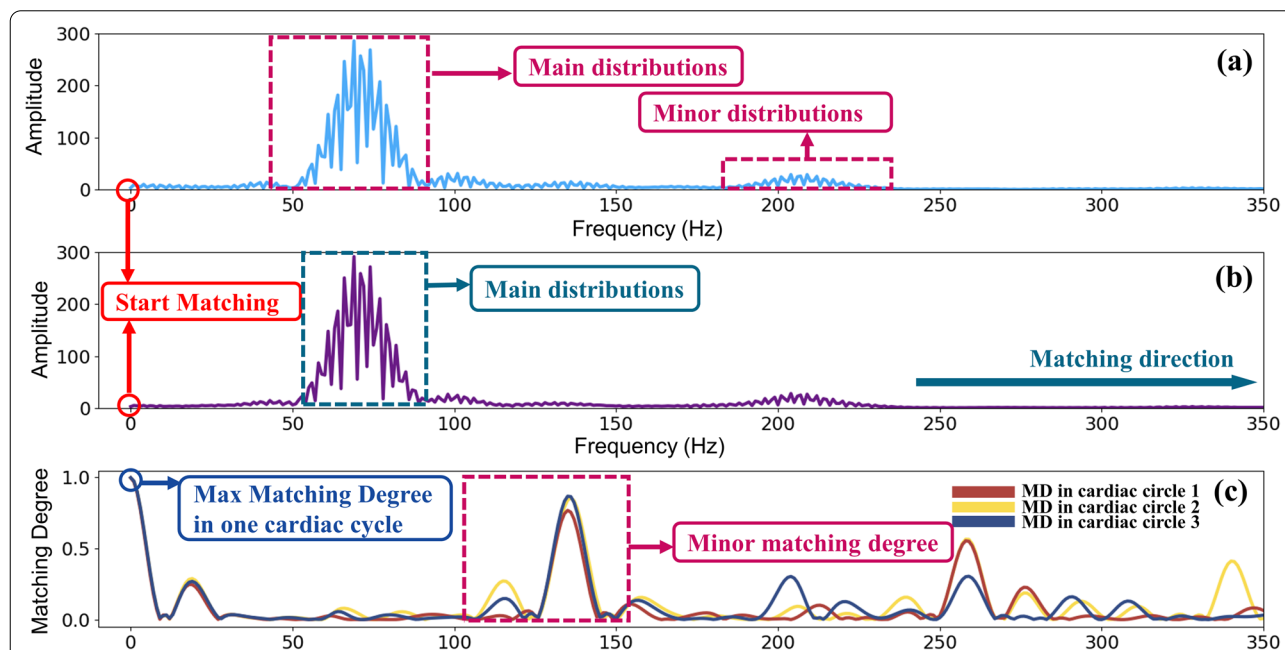 300
(a)
Main distributions
200
Minor distributions
Amplitude
100
0
0 50 100 150 200 250 300 350
Frequency (Hz)
300
(b)
Main distributions
200
Start Matching
Amplitude
Matching direction
100
0
0 50 100 150 200 250 300 350
Frequency (Hz)
1.0
Max Matching Degree
in one cardiac cycle
MD in cardiac circle 1
(c)
MD in cardiac circle 2
MD in cardiac circle 3
Matching Degree
0.5
Minor matching degree
0.0
0 50 100 150 200 250 300 350